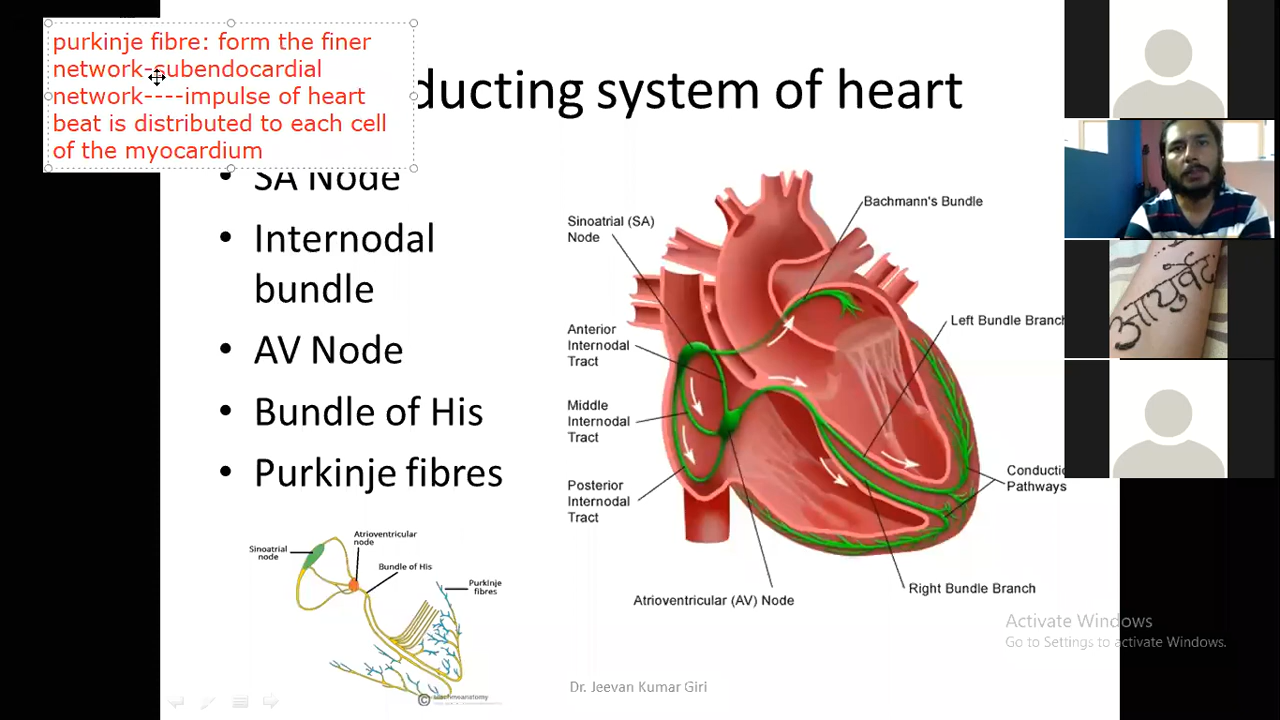 purkinje fibre: form the finer
network-subendocardial
network----impulse of heart
beat is distributed to each cell
of the myocardium
ducting system of heart
• SA Node
• Internodal
bundle
• AV Node
• Bundle of His
• Purkinje fibres
Sinoatrial (SA)
Node
Bachmann's Bundle
Anterior
Internodal
Tract
Left Bundle Branch
Middle
Internodal
Tract
Posterior
Internodal
Tract
Conductic
Pathways
Right Bundle Branch
Atrioventricular (AV) Node
Sinoatrial
node
Atrioventricular
node
Bundle of His
Purkinje
fibres
Dr. Jeevan Kumar Giri
Activate Windows
Go to Settings to activate Windows.
आयुर्वेद